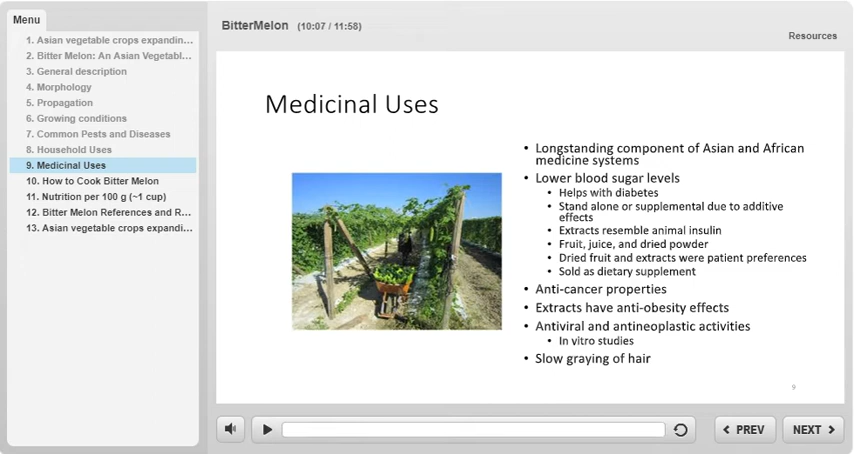 Menu
1. Asian vegetable crops expandin...
2. Bitter Melon: An Asian Vegetabl...
3. General description
4. Morphology
5. Propagation
6. Growing conditions
7. Common Pests and Diseases
8. Household Uses
9. Medicinal Uses
10. How to Cook Bitter Melon
11. Nutrition per 100 g (~1 cup)
12. Bitter Melon References and R...
13. Asian vegetable crops expandi...
BitterMelon (10:07 / 11:58)
Resources
Medicinal Uses
• Longstanding component of Asian and African
medicine systems
• Lower blood sugar levels
• Helps with diabetes
• Stand alone or supplemental due to additive
effects
• Extracts resemble animal insulin
• Fruit, juice, and dried powder
• Dried fruit and extracts were patient preferences
• Sold as dietary supplement
• Anti-cancer properties
• Extracts have anti-obesity effects
• Antiviral and antineoplastic activities
• In vitro studies
• Slow graying of hair
9
PREV
NEXT